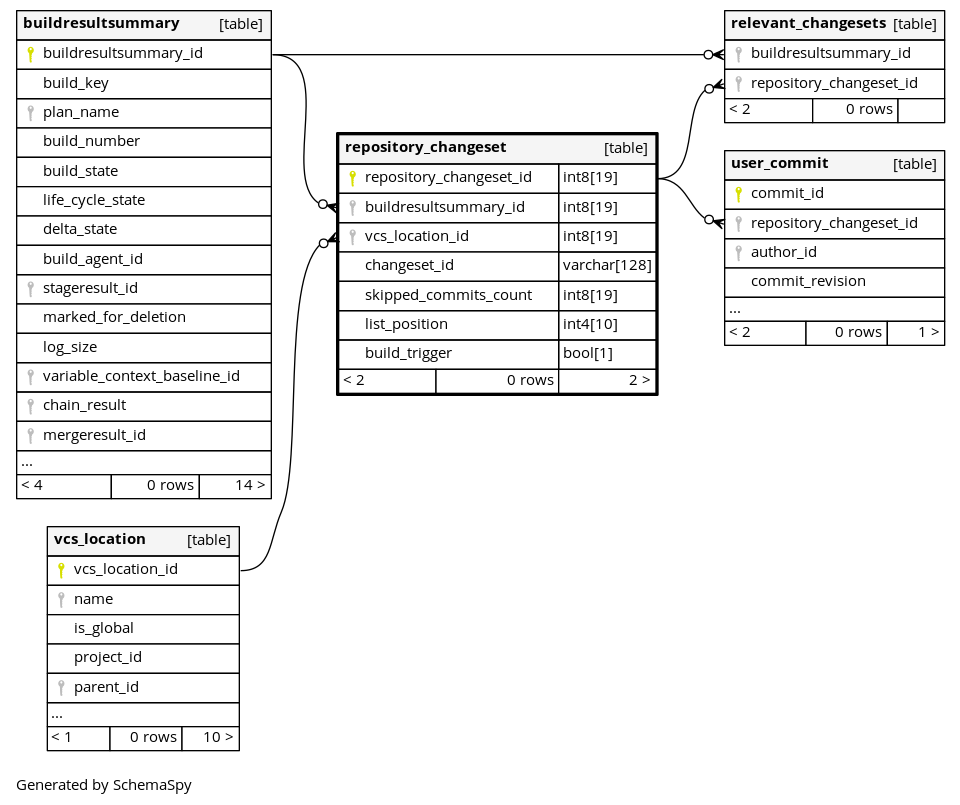 buildresultsummary [table]
buildresultsummary_id
build_key
plan_name
build_number
build_state
life_cycle_state
delta_state
build_agent_id
stageresult_id
marked_for_deletion
log_size
variable_context_baseline_id
chain_result
mergeresult_id
...
< 4 0 rows 14 >
vcs_location [table]
vcs_location_id
name
is_global
project_id
parent_id
...
< 1 0 rows 10 >
repository_changeset [table]
repository_changeset_id int8[19]
buildresultsummary_id int8[19]
vcs_location_id int8[19]
changeset_id varchar[128]
skipped_commits_count int8[19]
list_position int4[10]
build_trigger bool[1]
< 2 0 rows 2 >
relevant_changesets [table]
buildresultsummary_id
repository_changeset_id
< 2 0 rows
user_commit [table]
commit_id
repository_changeset_id
author_id
commit_revision
...
< 2 0 rows 1 >
Generated by SchemaSpy